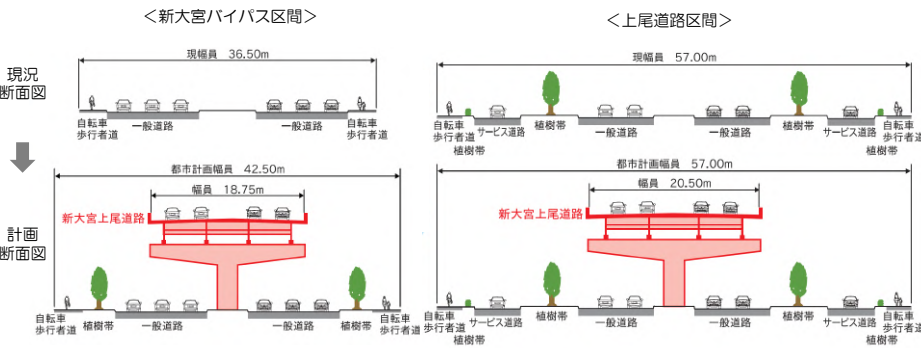 <新大宮バイパス区間>
<上尾道路区間>
現況
断面図
現幅員 36.50m
自転車
歩行者道
一般道路
一般道路
自転車
歩行者道
現幅員 57.00m
自転車
歩行者道
植樹帯
サービス道路
植樹帯
一般道路
一般道路
植樹帯
サービス道路
自転車
歩行者道
植樹帯
計画
断面図
都市計画幅員 42.50m
幅員 18.75m
新大宮上尾道路
自転車
歩行者道
植樹帯
一般道路
一般道路
植樹帯
自転車
歩行者道
都市計画幅員 57.00m
幅員 20.50m
新大宮上尾道路
自転車
歩行者道
植樹帯
サービス道路
植樹帯
一般道路
一般道路
植樹帯
サービス道路
自転車
歩行者道
植樹帯